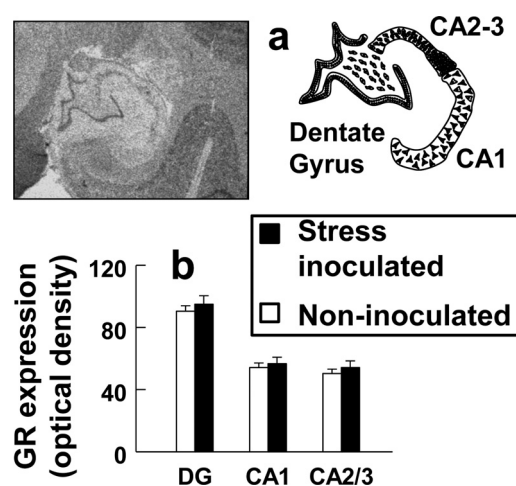 a
CA2-3
Dentate
Gyrus
CA1
Stress
inoculated
Non-inoculated
b
GR expression
(optical density)
120
80
40
0
DG CA1 CA2/3